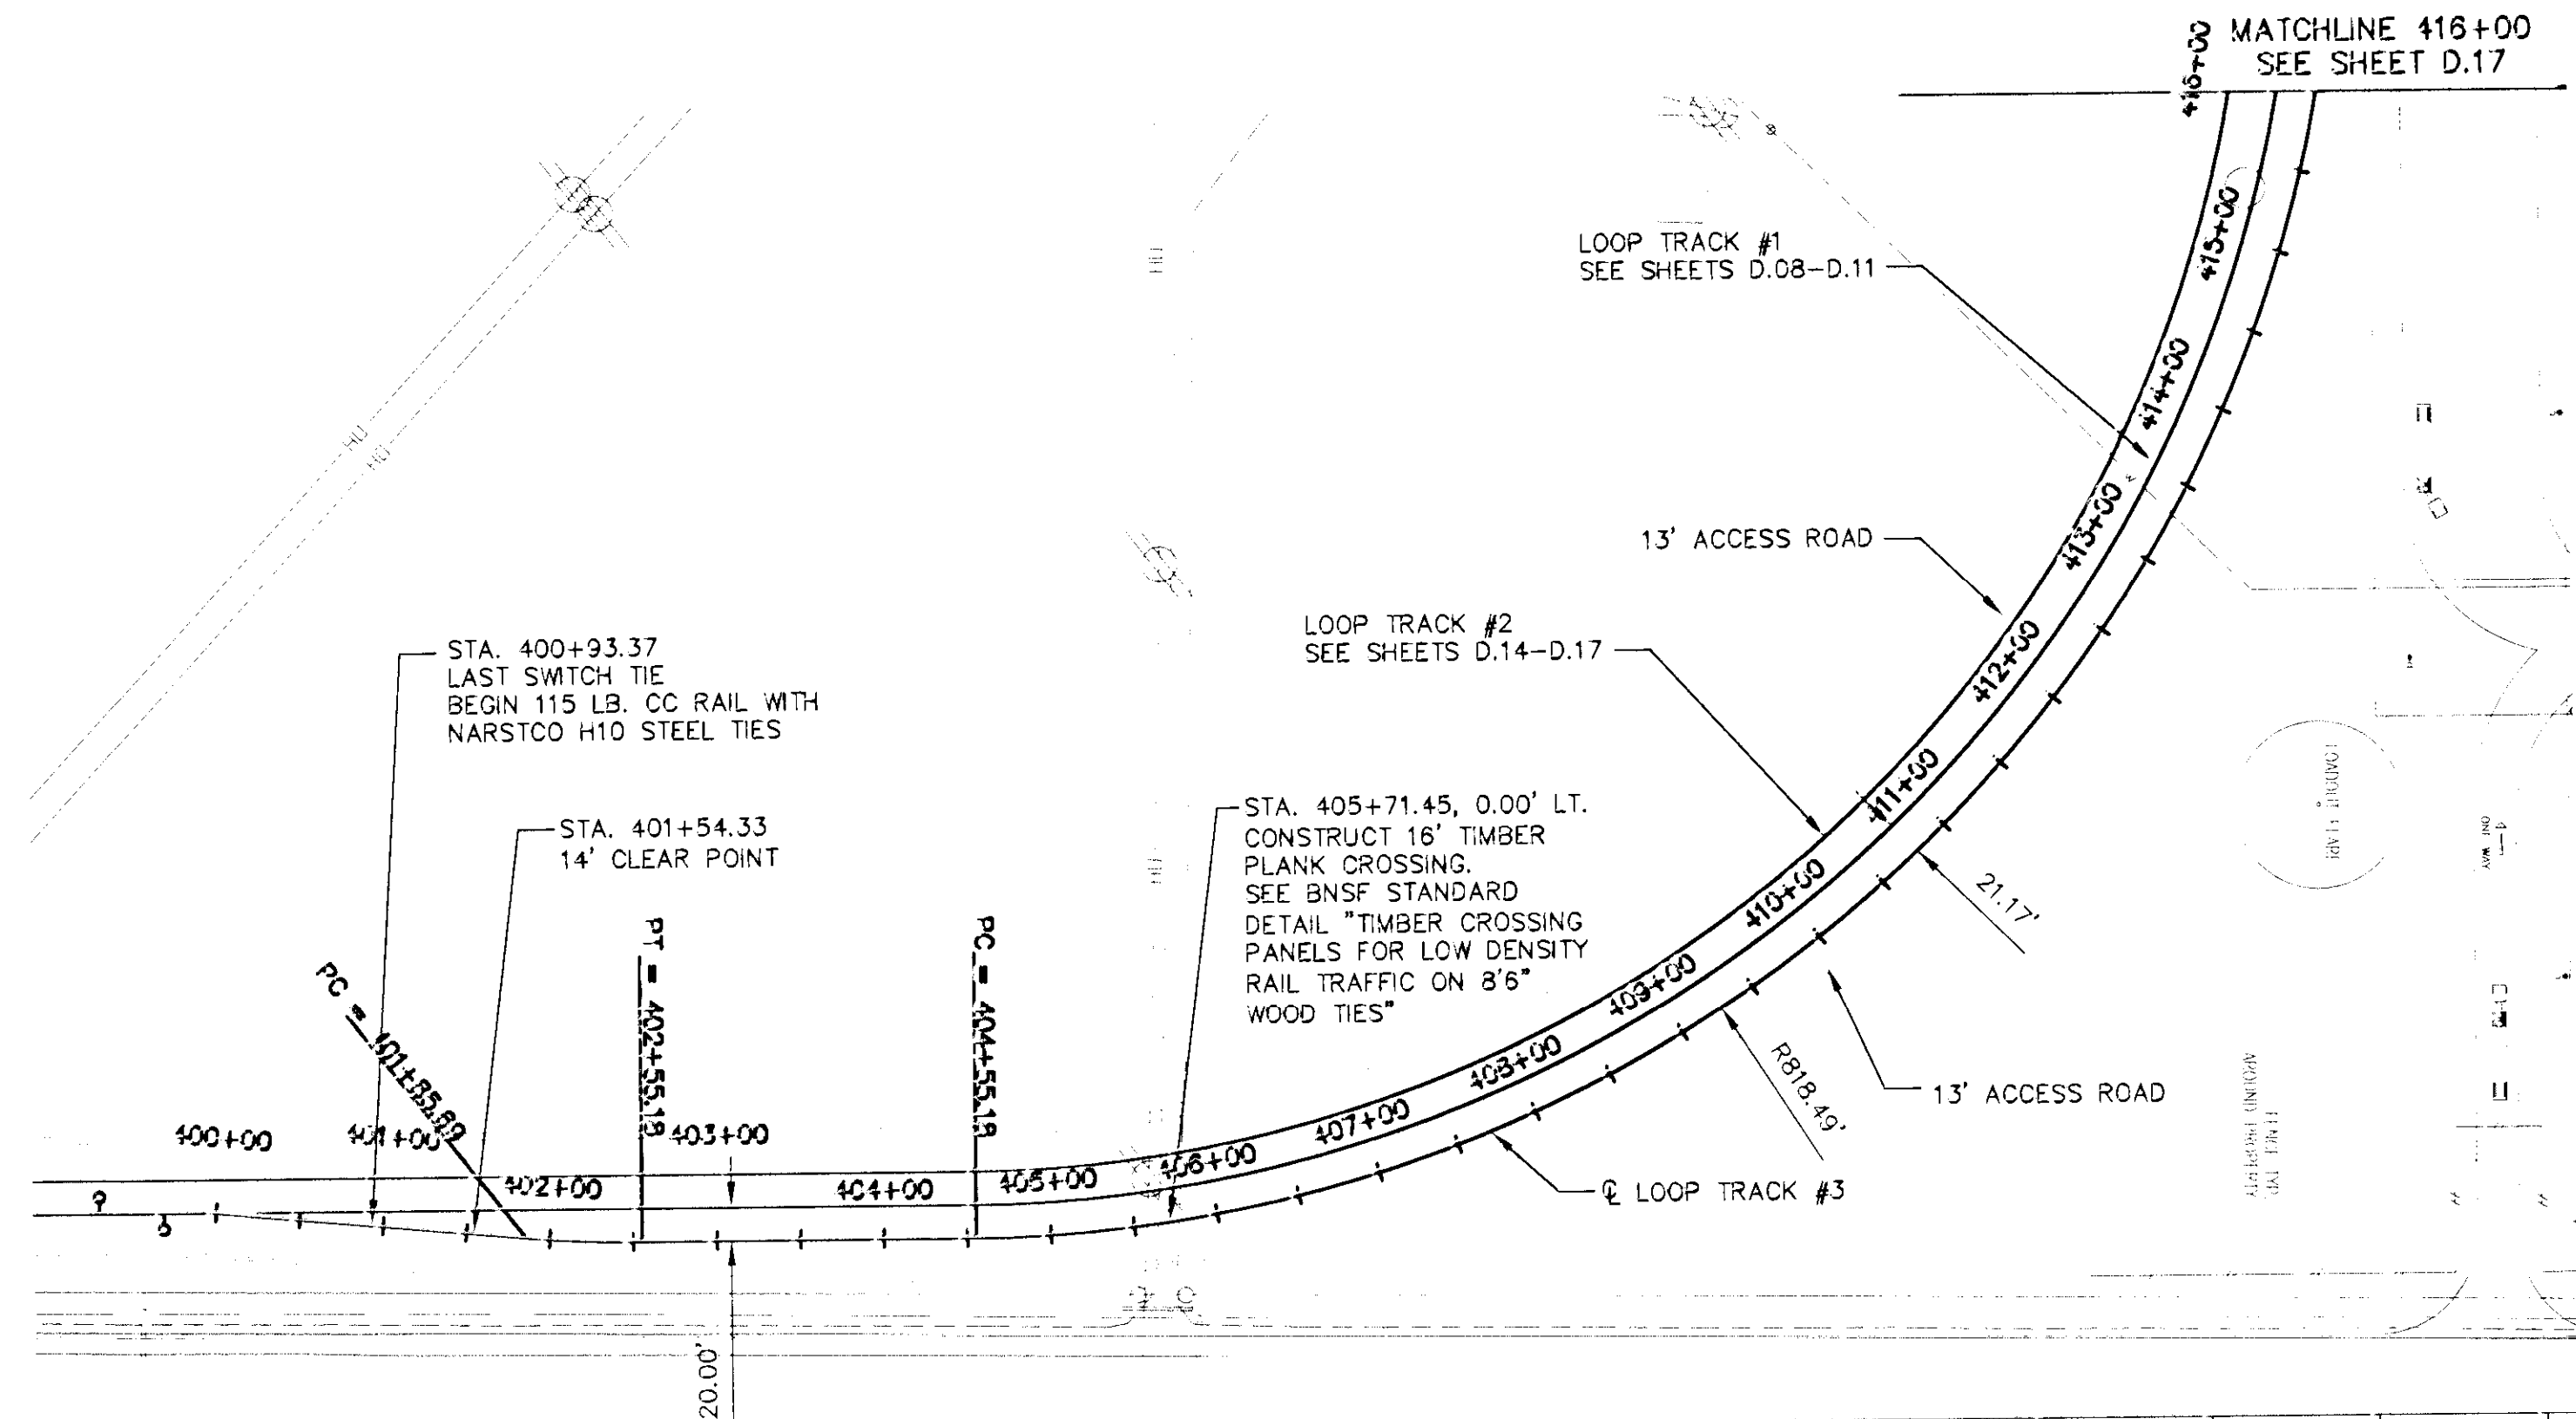 MATCHLINE 416+00
SEE SHEET D.17
416+00
LOOP TRACK #1
SEE SHEETS D.08-D.11
415+00
414+00
13' ACCESS ROAD
413+00
LOOP TRACK #2
SEE SHEETS D.14-D.17
412+00
STA. 400+93.37
LAST SWITCH TIE
BEGIN 115 LB. CC RAIL WITH
NARSTCO H10 STEEL TIES
STA. 401+54.33
14' CLEAR POINT
STA. 405+71.45, 0.00' LT.
CONSTRUCT 16' TIMBER
PLANK CROSSING.
SEE BNSF STANDARD
DETAIL "TIMBER CROSSING
PANELS FOR LOW DENSITY
RAIL TRAFFIC ON 8'6"
WOOD TIES"
411+00
410+00
21.17'
409+00
408+00
R818.49'
13' ACCESS ROAD
407+00
406+00
℄ LOOP TRACK #3
PC = 401+85.89
PT = 402+55.19
PC = 404+55.19
400+00
401+00
402+00
403+00
404+00
405+00
20.00'
ONE WAY